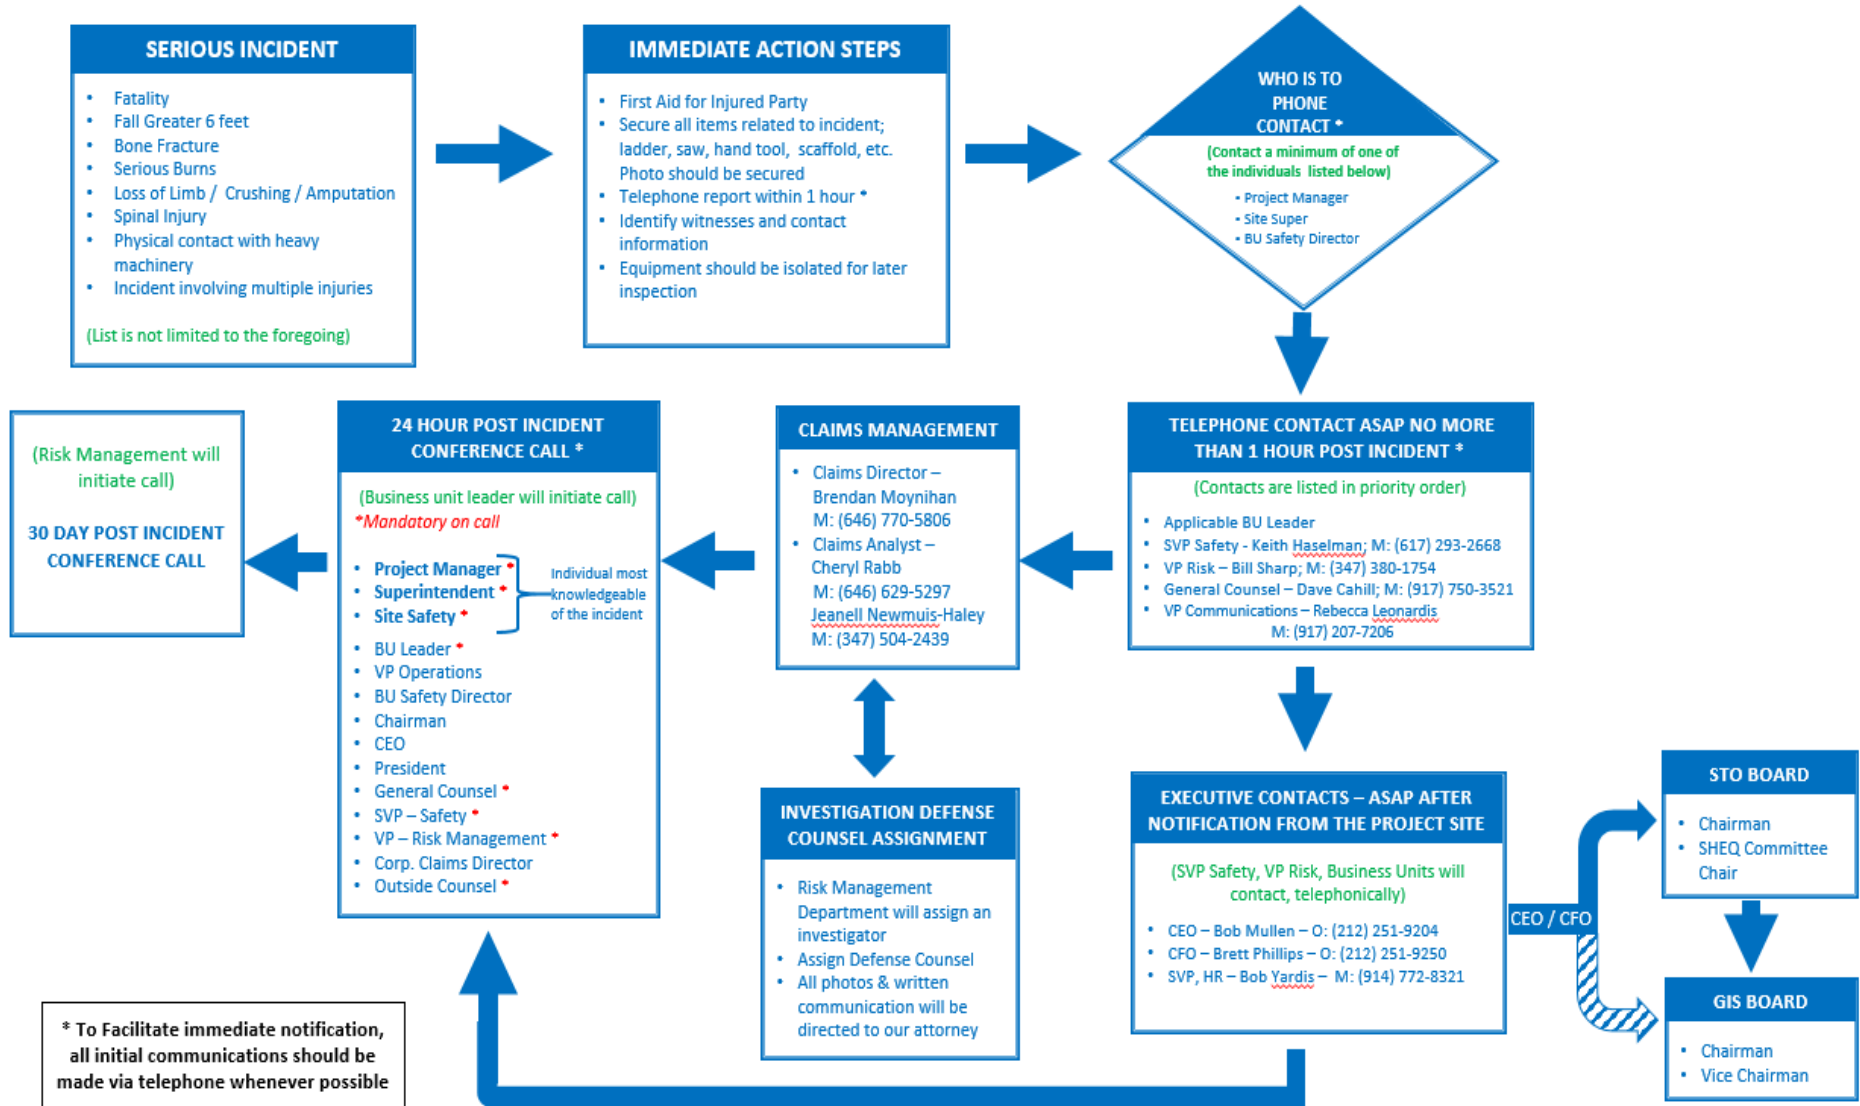 SERIOUS INCIDENT
• Fatality
• Fall Greater 6 feet
• Bone Fracture
• Serious Burns
• Loss of Limb / Crushing / Amputation
• Spinal Injury
• Physical contact with heavy
machinery
• Incident involving multiple injuries
(List is not limited to the foregoing)
IMMEDIATE ACTION STEPS
• First Aid for Injured Party
• Secure all items related to incident;
ladder, saw, hand tool, scaffold, etc.
Photo should be secured
• Telephone report within 1 hour *
• Identify witnesses and contact
information
• Equipment should be isolated for later
inspection
WHO IS TO
PHONE
CONTACT *
(Contact a minimum of one of
the individuals listed below)
▪ Project Manager
▪ Site Super
▪ BU Safety Director
TELEPHONE CONTACT ASAP NO MORE
THAN 1 HOUR POST INCIDENT *
(Contacts are listed in priority order)
• Applicable BU Leader
• SVP Safety - Keith Haselman; M: (617) 293-2668
• VP Risk – Bill Sharp; M: (347) 380-1754
• General Counsel – Dave Cahill; M: (917) 750-3521
• VP Communications – Rebecca Leonardis
M: (917) 207-7206
CLAIMS MANAGEMENT
• Claims Director –
Brendan Moynihan
M: (646) 770-5806
• Claims Analyst –
Cheryl Rabb
M: (646) 629-5297
Jeanell Newmuis-Haley
M: (347) 504-2439
24 HOUR POST INCIDENT
CONFERENCE CALL *
(Business unit leader will initiate call)
*Mandatory on call
• Project Manager *
• Superintendent *
• Site Safety *
Individual most
knowledgeable
of the incident
• BU Leader *
• VP Operations
• BU Safety Director
• Chairman
• CEO
• President
• General Counsel *
• SVP – Safety *
• VP – Risk Management *
• Corp. Claims Director
• Outside Counsel *
(Risk Management will
initiate call)
30 DAY POST INCIDENT
CONFERENCE CALL
INVESTIGATION DEFENSE
COUNSEL ASSIGNMENT
• Risk Management
Department will assign an
investigator
• Assign Defense Counsel
• All photos & written
communication will be
directed to our attorney
EXECUTIVE CONTACTS – ASAP AFTER
NOTIFICATION FROM THE PROJECT SITE
(SVP Safety, VP Risk, Business Units will
contact, telephonically)
• CEO – Bob Mullen – O: (212) 251-9204
• CFO – Brett Phillips – O: (212) 251-9250
• SVP, HR – Bob Yardis – M: (914) 772-8321
CEO / CFO
STO BOARD
• Chairman
• SHEQ Committee
Chair
GIS BOARD
• Chairman
• Vice Chairman
* To Facilitate immediate notification,
all initial communications should be
made via telephone whenever possible